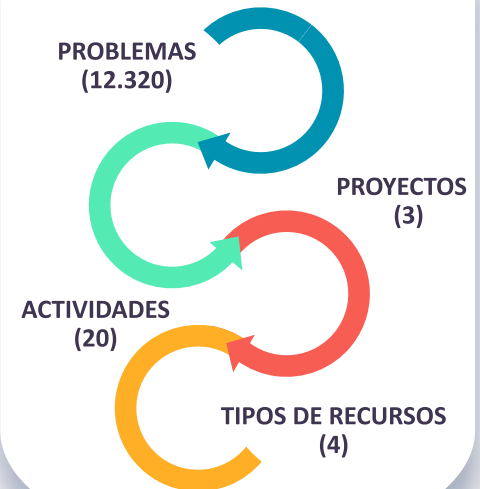 PROBLEMAS
(12.320)
PROYECTOS
(3)
ACTIVIDADES
(20)
TIPOS DE RECURSOS
(4)